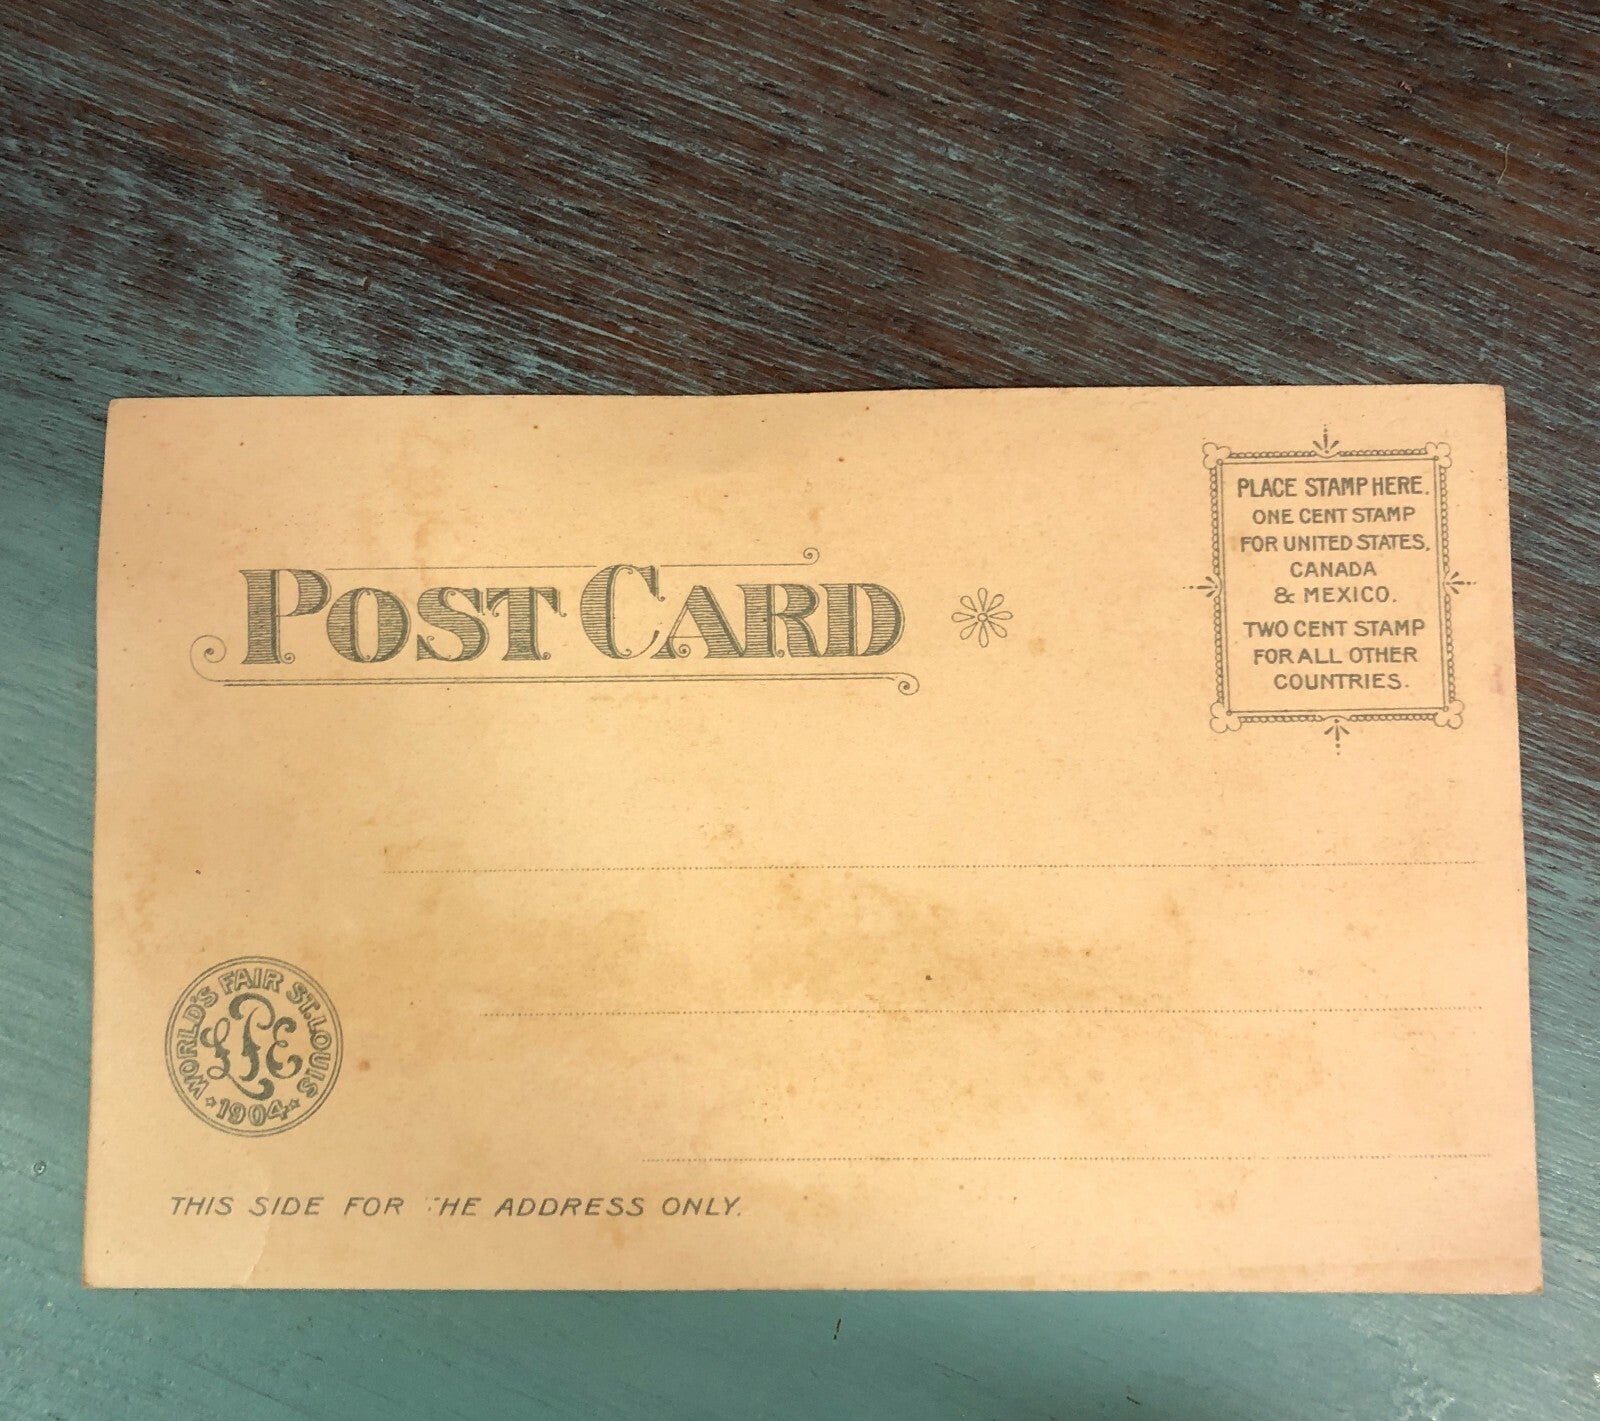 POST CARD
PLACE STAMP HERE.
ONE CENT STAMP
FOR UNITED STATES,
CANADA
& MEXICO.
TWO CENT STAMP
FOR ALL OTHER
COUNTRIES.
WORLD'S FAIR ST. LOUIS
LPE
1904
THIS SIDE FOR THE ADDRESS ONLY.